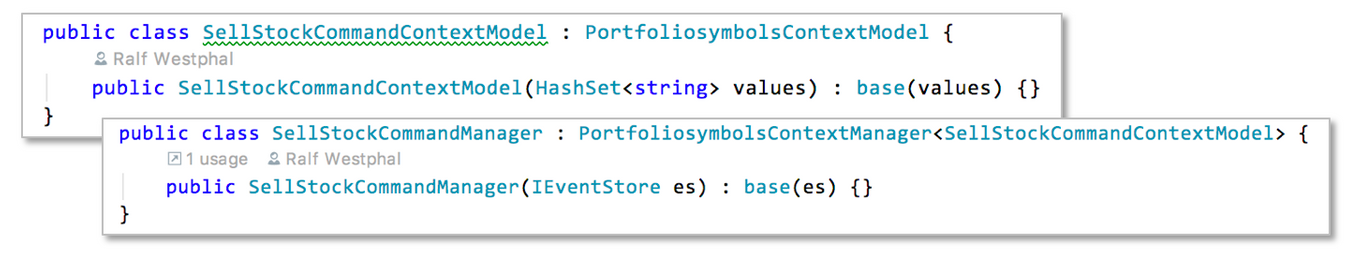 public class SellStockCommandContextModel : PortfoliosymbolsContextModel {
Ralf Westphal
public SellStockCommandContextModel(HashSet<string> values) : base(values) {}
}
public class SellStockCommandManager : PortfoliosymbolsContextManager<SellStockCommandContextModel> {
1 usage Ralf Westphal
public SellStockCommandManager(IEventStore es) : base(es) {}
}